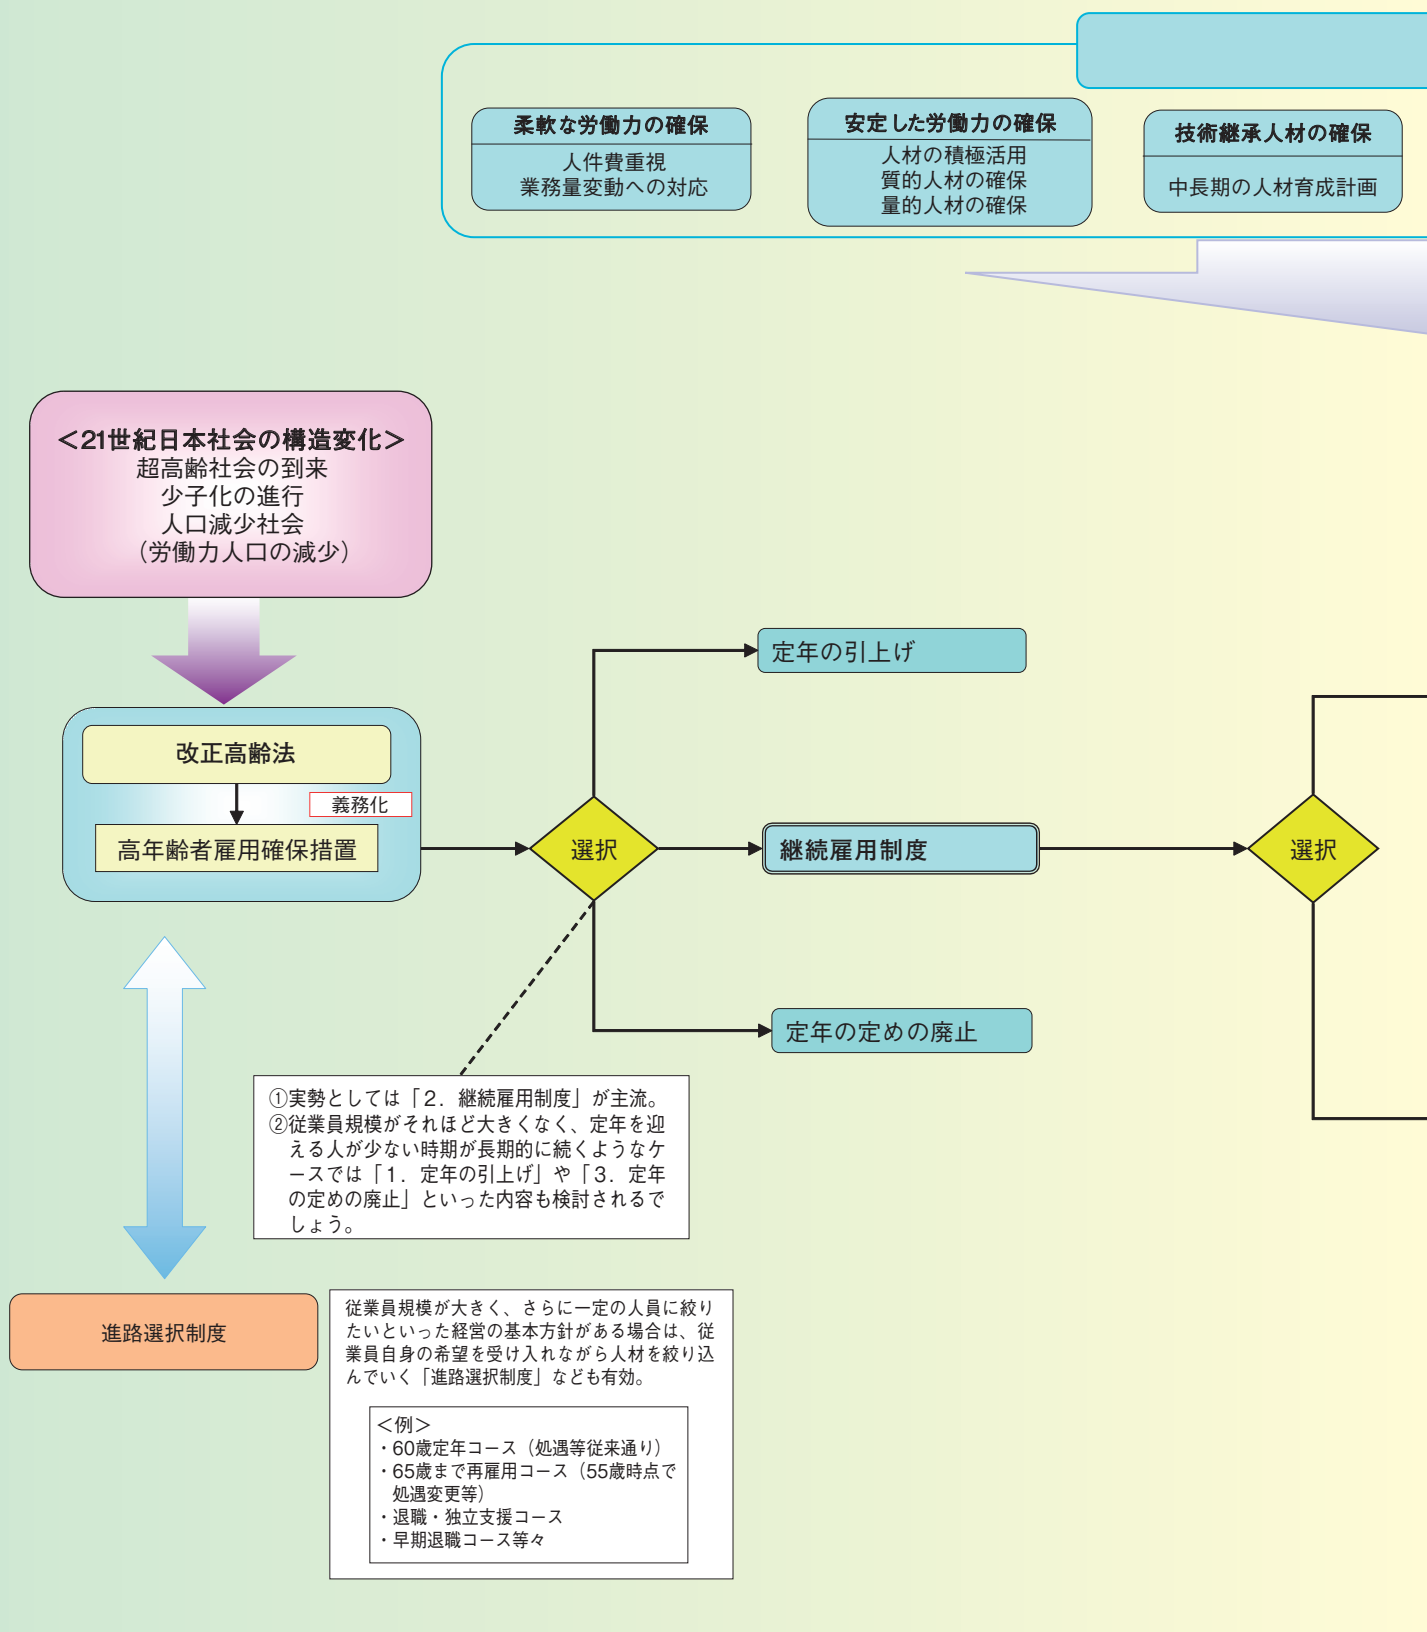 柔軟な労働力の確保
人件費重視
業務量変動への対応
安定した労働力の確保
人材の積極活用
質的人材の確保
量的人材の確保
技術継承人材の確保
中長期の人材育成計画
＜21世紀日本社会の構造変化＞
超高齢社会の到来
少子化の進行
人口減少社会
（労働力人口の減少）
改正高齢法
義務化
高年齢者雇用確保措置
選択
定年の引上げ
継続雇用制度
定年の定めの廃止
選択
①実勢としては「２．継続雇用制度」が主流。
②従業員規模がそれほど大きくなく、定年を迎
える人が少ない時期が長期的に続くようなケ
ースでは「１．定年の引上げ」や「３．定年
の定めの廃止」といった内容も検討されるで
しょう。
進路選択制度
従業員規模が大きく、さらに一定の人員に絞り
たいといった経営の基本方針がある場合は、従
業員自身の希望を受け入れながら人材を絞り込
んでいく「進路選択制度」なども有効。
＜例＞
・60歳定年コース（処遇等従来通り）
・65歳まで再雇用コース（55歳時点で
処遇変更等）
・退職・独立支援コース
・早期退職コース等々